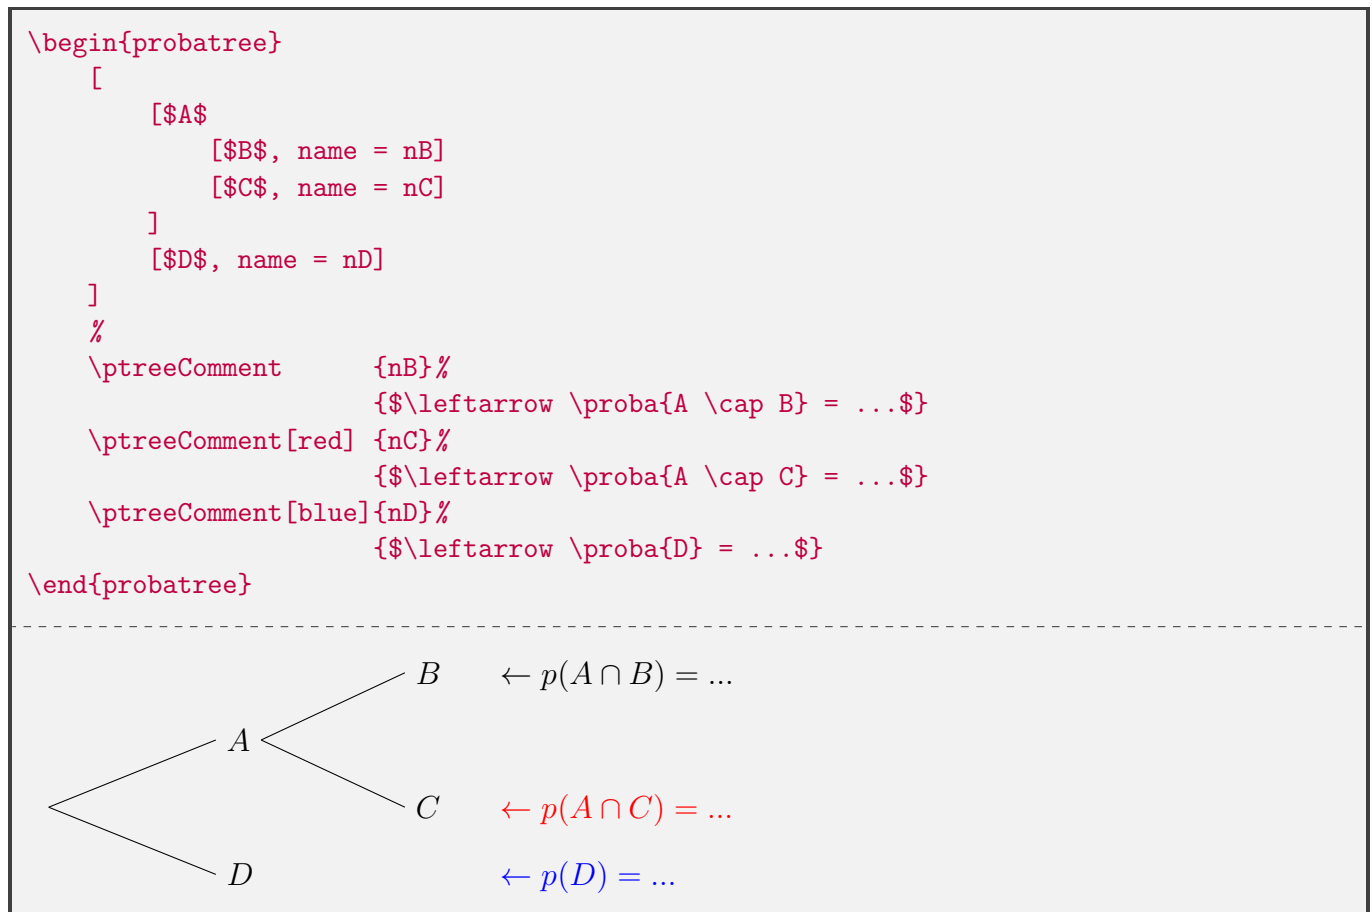 \begin{probatree}
    [
        [$A$
            [$B$, name = nB]
            [$C$, name = nC]
        ]
        [$D$, name = nD]
    ]
    %
    \ptreeComment      {nB}%
                       {$\leftarrow \proba{A \cap B} = ...$}
    \ptreeComment[red] {nC}%
                       {$\leftarrow \proba{A \cap C} = ...$}
    \ptreeComment[blue]{nD}%
                       {$\leftarrow \proba{D} = ...$}
\end{probatree}
B ← p(A ∩ B) = ...
A
C ← p(A ∩ C) = ...
D ← p(D) = ...